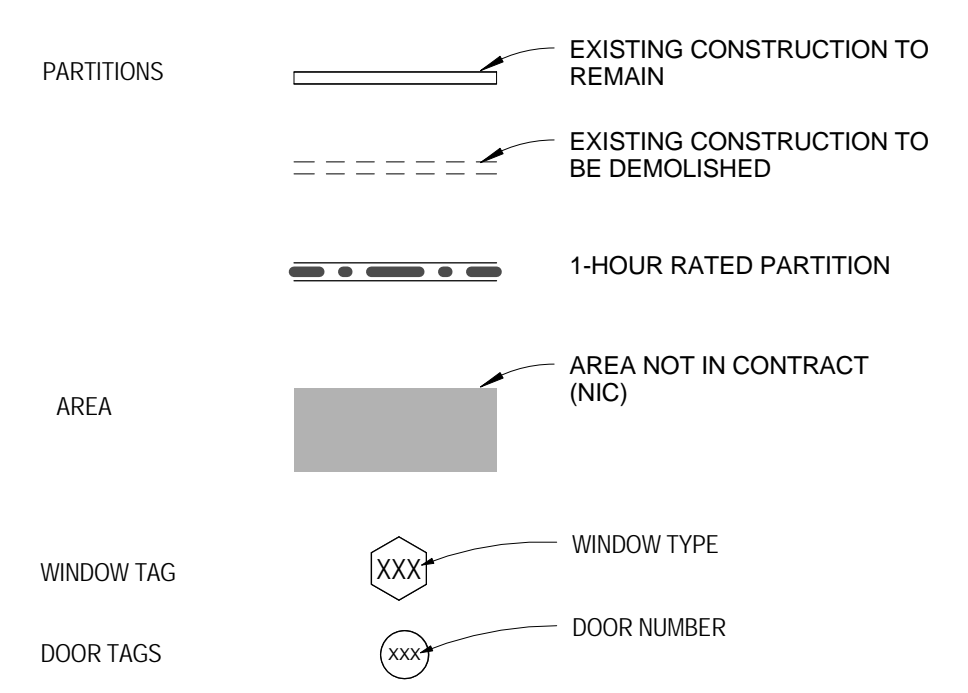 PARTITIONS
EXISTING CONSTRUCTION TO
REMAIN
EXISTING CONSTRUCTION TO
BE DEMOLISHED
1-HOUR RATED PARTITION
AREA
AREA NOT IN CONTRACT
(NIC)
WINDOW TAG
XXX
WINDOW TYPE
DOOR TAGS
XXX
DOOR NUMBER